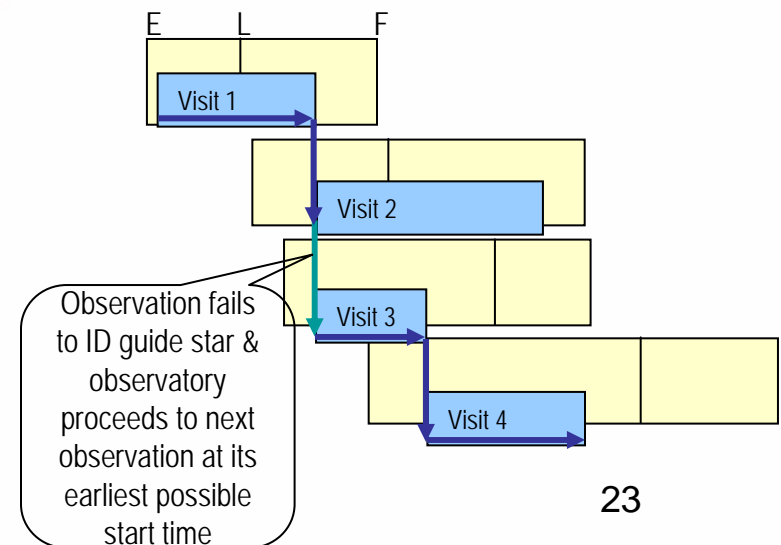 E L F
Visit 1
Visit 2
Visit 3
Visit 4
Observation fails
to ID guide star &
observatory
proceeds to next
observation at its
earliest possible
start time
23